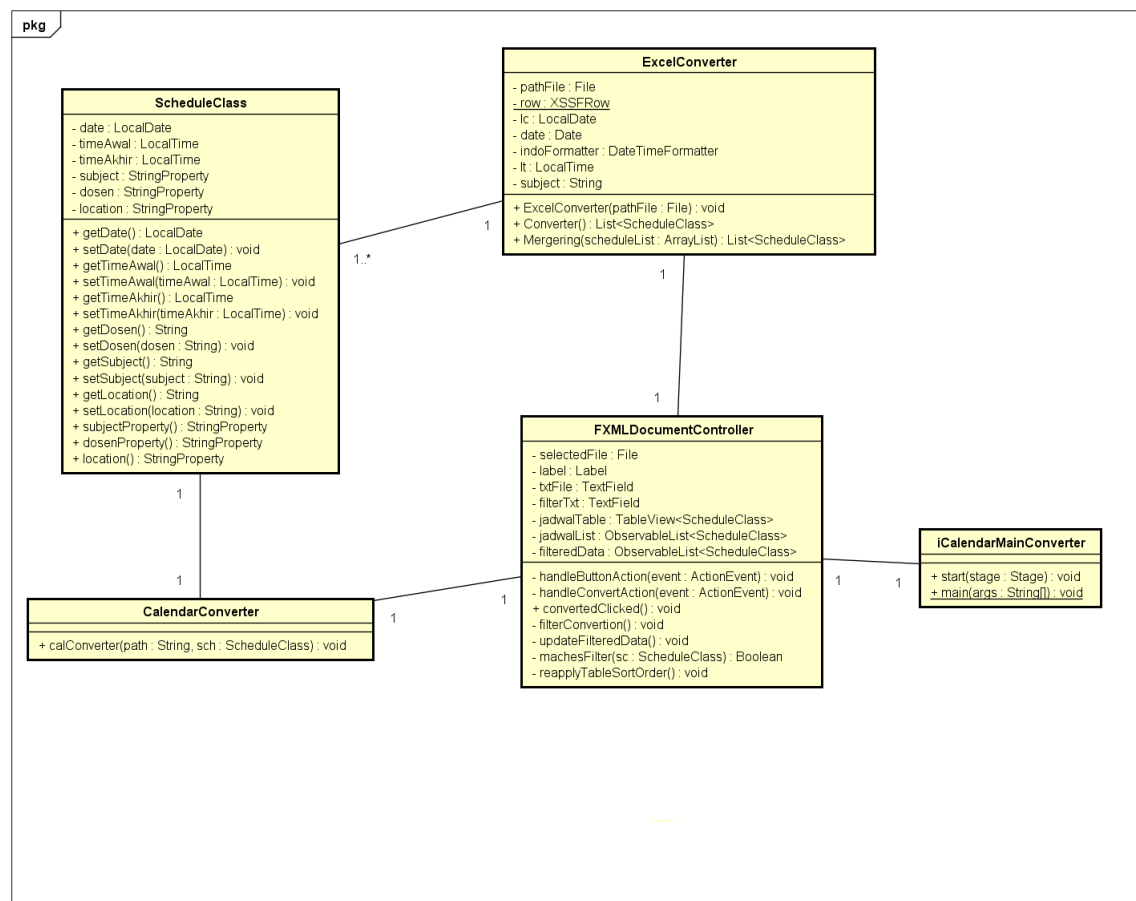 pkg
ExcelConverter
- pathFile : File
- row : XSSFRow
- lc : LocalDate
- date : Date
- indoFormatter : DateTimeFormatter
- lt : LocalTime
- subject : String
+ ExcelConverter(pathFile : File) : void
+ Converter() : List<ScheduleClass>
+ Mergering(scheduleList : ArrayList) : List<ScheduleClass>
ScheduleClass
- date : LocalDate
- timeAwal : LocalTime
- timeAkhir : LocalTime
- subject : StringProperty
- dosen : StringProperty
- location : StringProperty
+ getDate() : LocalDate
+ setDate(date : LocalDate) : void
+ getTimeAwal() : LocalTime
+ setTimeAwal(timeAwal : LocalTime) : void
+ getTimeAkhir() : LocalTime
+ setTimeAkhir(timeAkhir : LocalTime) : void
+ getDosen() : String
+ setDosen(dosen : String) : void
+ getSubject() : String
+ setSubject(subject : String) : void
+ getLocation() : String
+ setLocation(location : String) : void
+ subjectProperty() : StringProperty
+ dosenProperty() : StringProperty
+ location() : StringProperty
1
1..*
1
1
FXMLDocumentController
- selectedFile : File
- label : Label
- txtFile : TextField
- filterTxt : TextField
- jadwalTable : TableView<ScheduleClass>
- jadwalList : ObservableList<ScheduleClass>
- filteredData : ObservableList<ScheduleClass>
- handleButtonAction(event : ActionEvent) : void
- handleConvertAction(event : ActionEvent) : void
+ convertedClicked() : void
- filterConvertion() : void
- updateFilteredData() : void
- machesFilter(sc : ScheduleClass) : Boolean
- reapplyTableSortOrder() : void
1
1
iCalendarMainConverter
+ start(stage : Stage) : void
+ main(args : String[]) : void
1
1
CalendarConverter
+ calConverter(path : String, sch : ScheduleClass) : void
1
1